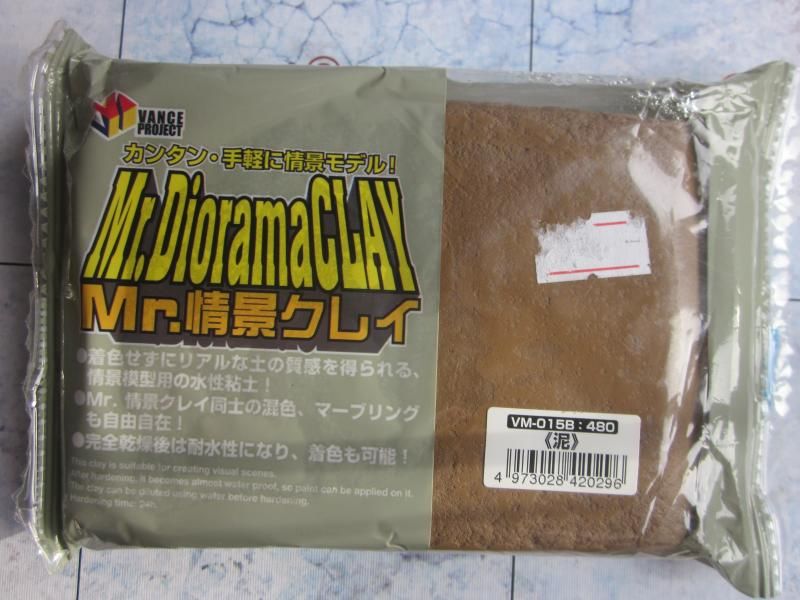 VANCE
PROJECT
カンタン・手軽に情景モデル!
Mr.DioramaCLAY
Mr.情景クレイ
●着色せずにリアルな土の質感を得られる、
情景模型用の水性粘土!
●Mr. 情景クレイ同士の混色、マーブリング
も自由自在!
●完全乾燥後は耐水性になり、着色も可能!
This clay is suitable for creating visual scenes.
After hardening, it becomes almost water proof, so paint can be applied on it.
The clay can be diluted using water before hardening.
Hardening time: 24h.
VM-015B:480
《泥》
4 973028 420296